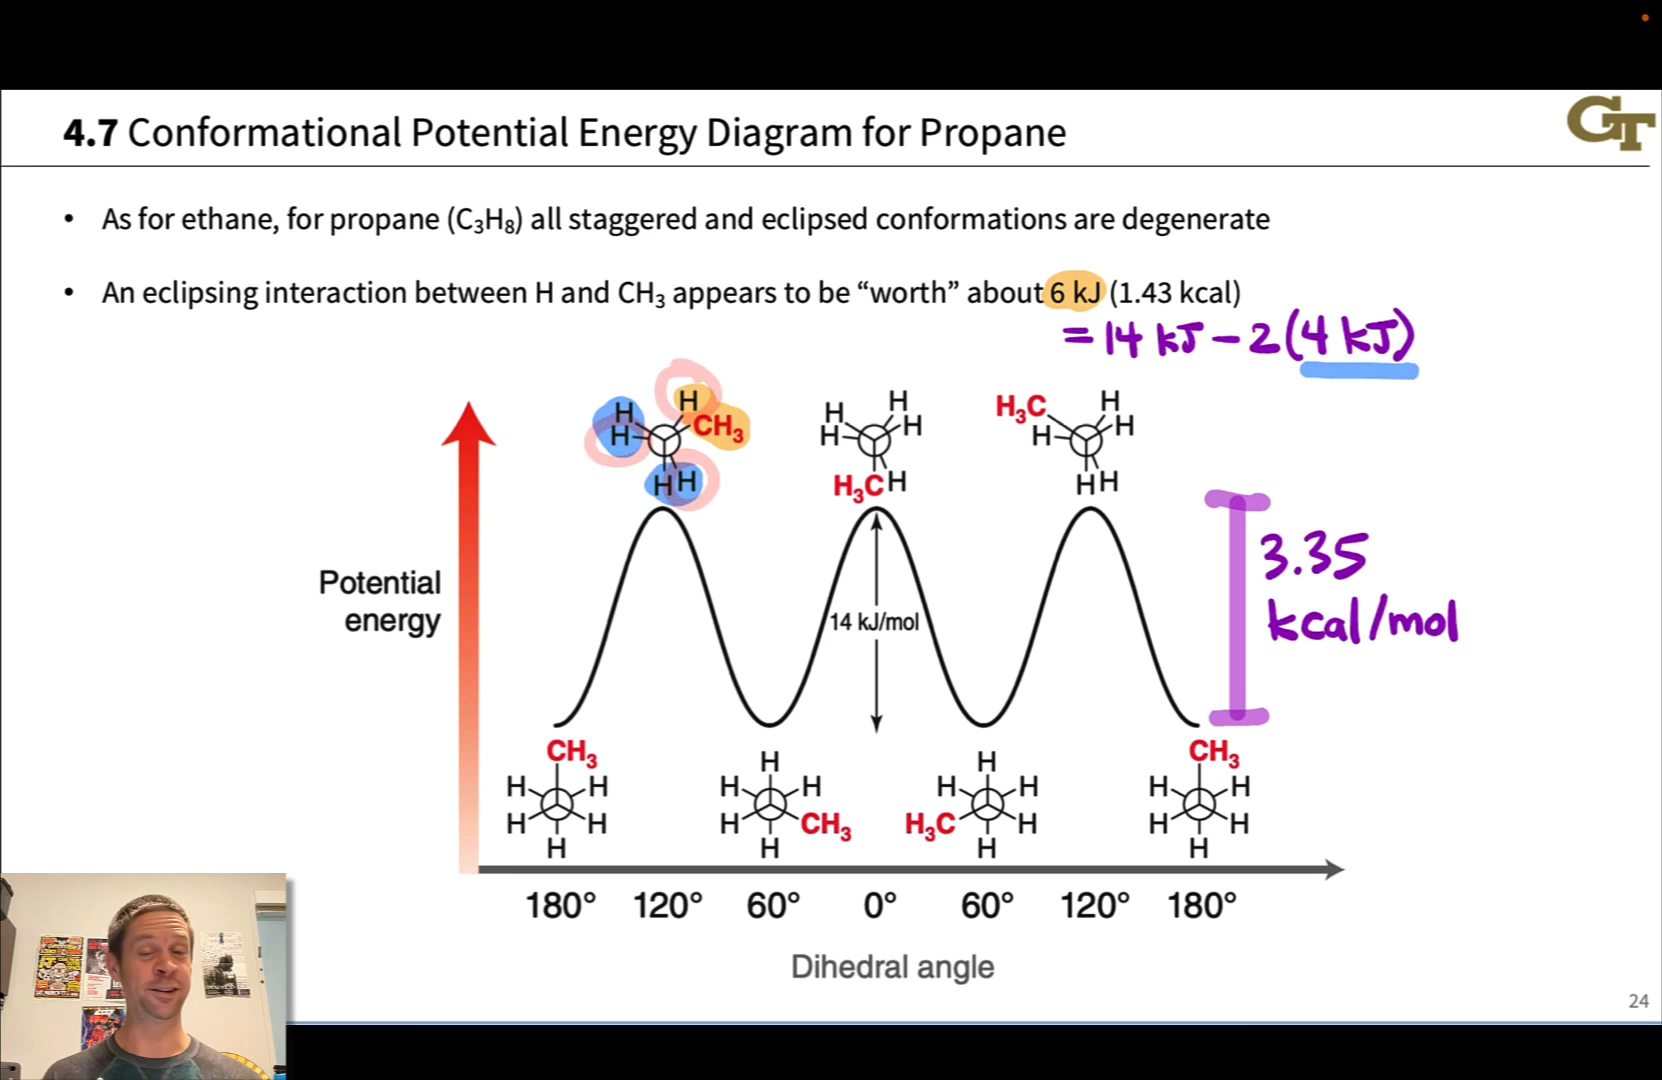 4.7 Conformational Potential Energy Diagram for Propane
GT
• As for ethane, for propane (C₃H₈) all staggered and eclipsed conformations are degenerate
• An eclipsing interaction between H and CH₃ appears to be “worth” about 6 kJ (1.43 kcal)
= 14 kJ − 2 (4 kJ)
H H CH₃ H H H
H H H H H₃C H
H₃C H H H H H
Potential
energy
14 kJ/mol
3.35
kcal/mol
CH₃ H H H H H
H H H H CH₃ H
H H H H₃C H H
CH₃ H H H H H
180° 120° 60° 0° 60° 120° 180°
Dihedral angle
24